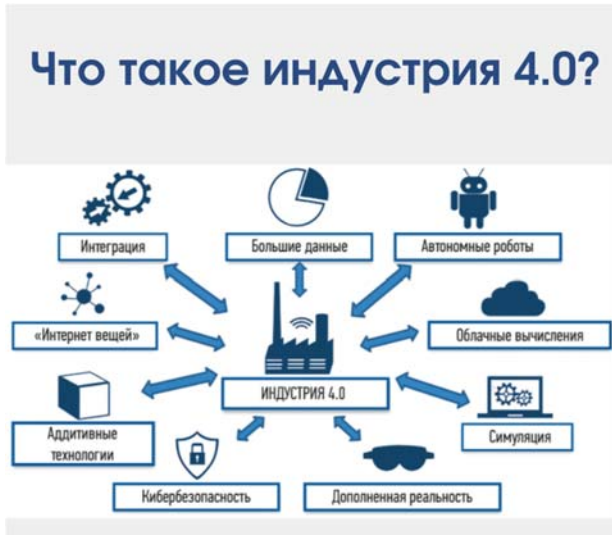 Что такое индустрия 4.0?
Интеграция
Большие данные
Автономные роботы
«Интернет вещей»
Облачные вычисления
ИНДУСТРИЯ 4.0
Аддитивные
технологии
Симуляция
Кибербезопасность
Дополненная реальность